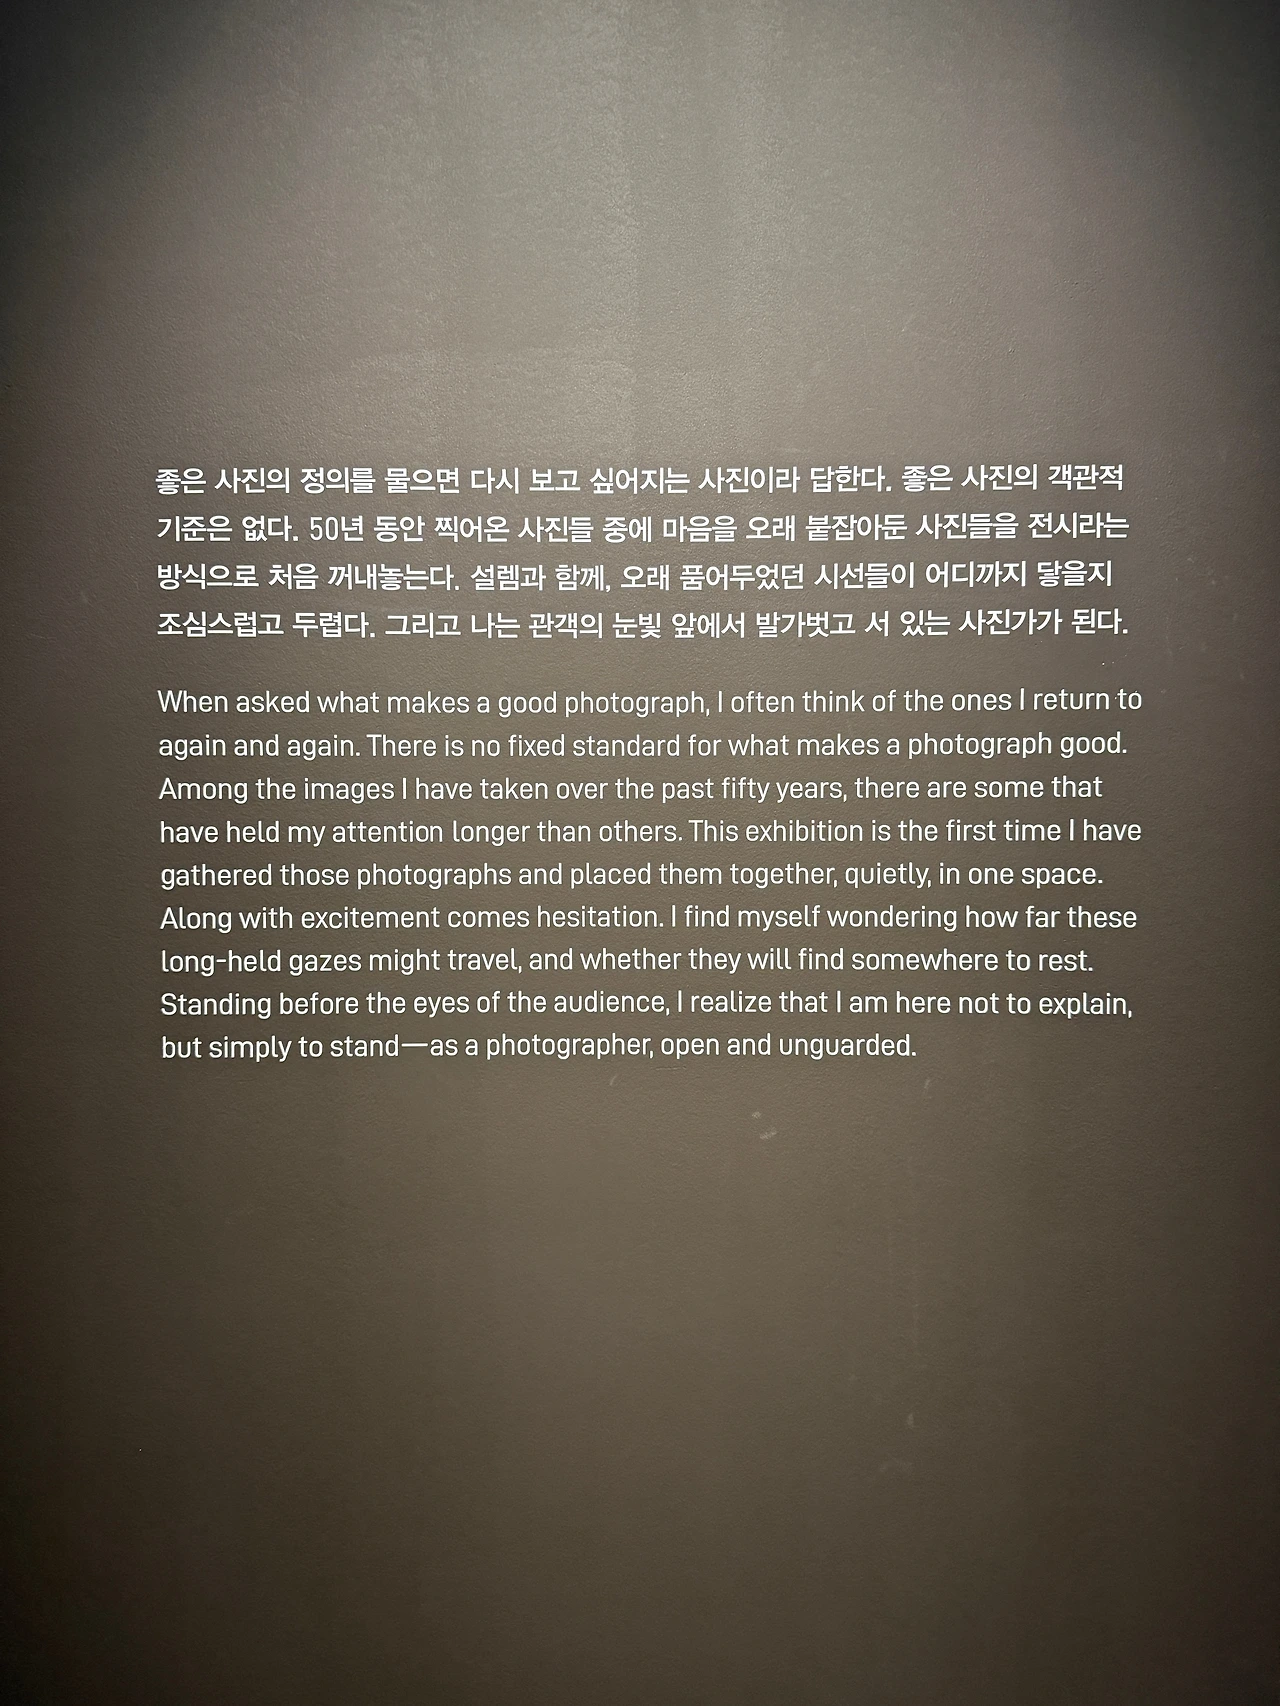 좋은 사진의 정의를 물으면 다시 보고 싶어지는 사진이라 답한다. 좋은 사진의 객관적
기준은 없다. 50년 동안 찍어온 사진들 중에 마음을 오래 붙잡아둔 사진들을 전시라는
방식으로 처음 꺼내놓는다. 설렘과 함께, 오래 품어두었던 시선들이 어디까지 닿을지
조심스럽고 두렵다. 그리고 나는 관객의 눈빛 앞에서 발가벗고 서 있는 사진가가 된다.
When asked what makes a good photograph, I often think of the ones I return to
again and again. There is no fixed standard for what makes a photograph good.
Among the images I have taken over the past fifty years, there are some that
have held my attention longer than others. This exhibition is the first time I have
gathered those photographs and placed them together, quietly, in one space.
Along with excitement comes hesitation. I find myself wondering how far these
long-held gazes might travel, and whether they will find somewhere to rest.
Standing before the eyes of the audience, I realize that I am here not to explain,
but simply to stand—as a photographer, open and unguarded.